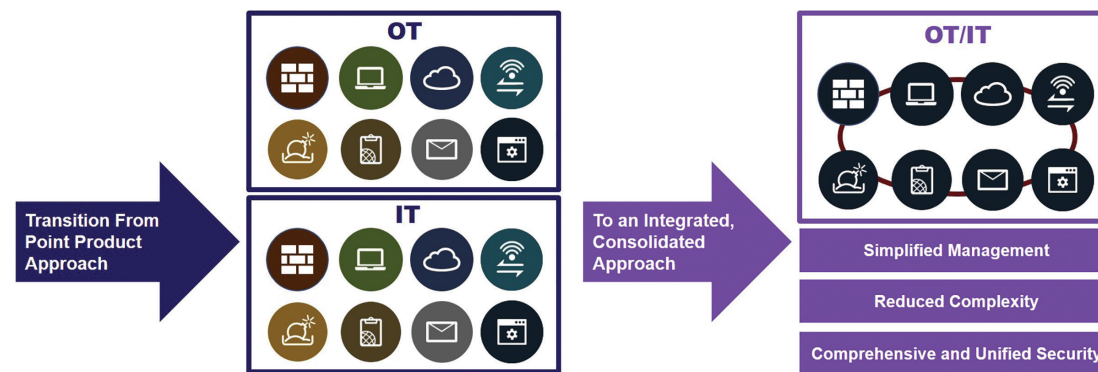 OT
IT
Transition From
Point Product
Approach
To an Integrated,
Consolidated
Approach
OT/IT
Simplified Management
Reduced Complexity
Comprehensive and Unified Security